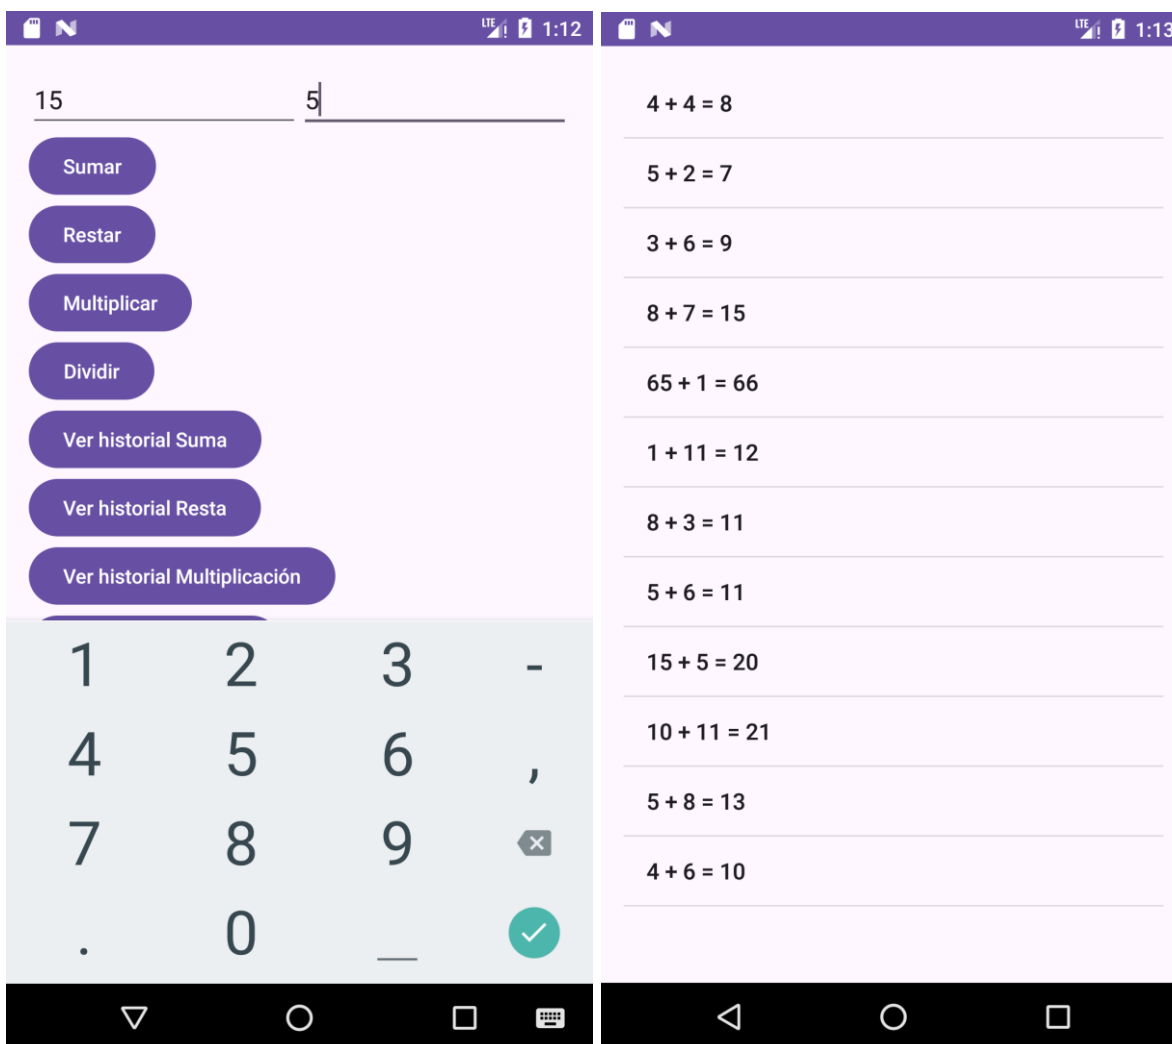 LTE 1:12
15 5
Sumar
Restar
Multiplicar
Dividir
Ver historial Suma
Ver historial Resta
Ver historial Multiplicación
1 2 3 -
4 5 6 ,
7 8 9
. 0 _
LTE 1:13
4 + 4 = 8
5 + 2 = 7
3 + 6 = 9
8 + 7 = 15
65 + 1 = 66
1 + 11 = 12
8 + 3 = 11
5 + 6 = 11
15 + 5 = 20
10 + 11 = 21
5 + 8 = 13
4 + 6 = 10